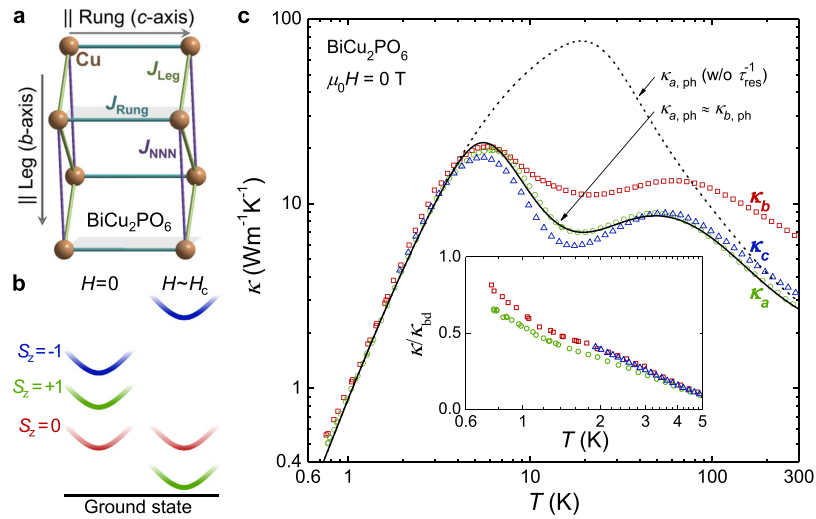 a
|| Rung (c-axis)
Cu
J_Leg
J_Rung
|| Leg (b-axis)
J_NNN
BiCu₂PO₆
b
H=0
H~H_c
S_z=-1
S_z=+1
S_z=0
Ground state
c
κ (Wm⁻¹K⁻¹)
100
10
1
0.4
BiCu₂PO₆
μ₀H = 0 T
κ_a, ph (w/o τ_res⁻¹)
κ_a, ph ≈ κ_b, ph
κ_b
κ_c
κ_a
κ/κ_bd
1.0
0.5
0.0
0.6
1
2
3
4
5
T (K)
0.6
1
10
100
300
T (K)